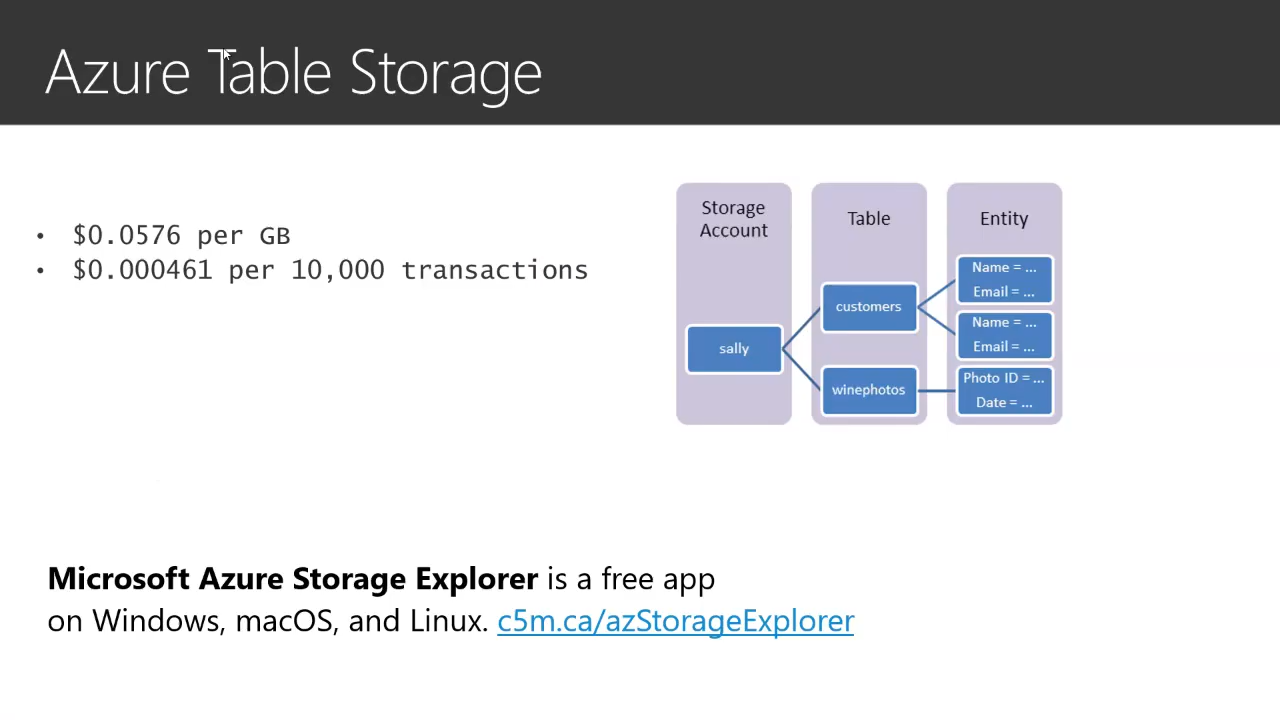 Azure Table Storage
• $0.0576 per GB
• $0.000461 per 10,000 transactions
Storage
Account
sally
Table
customers
winephotos
Entity
Name = ...
Email = ...
Name = ...
Email = ...
Photo ID = ...
Date = ...
Microsoft Azure Storage Explorer is a free app
on Windows, macOS, and Linux. c5m.ca/azStorageExplorer